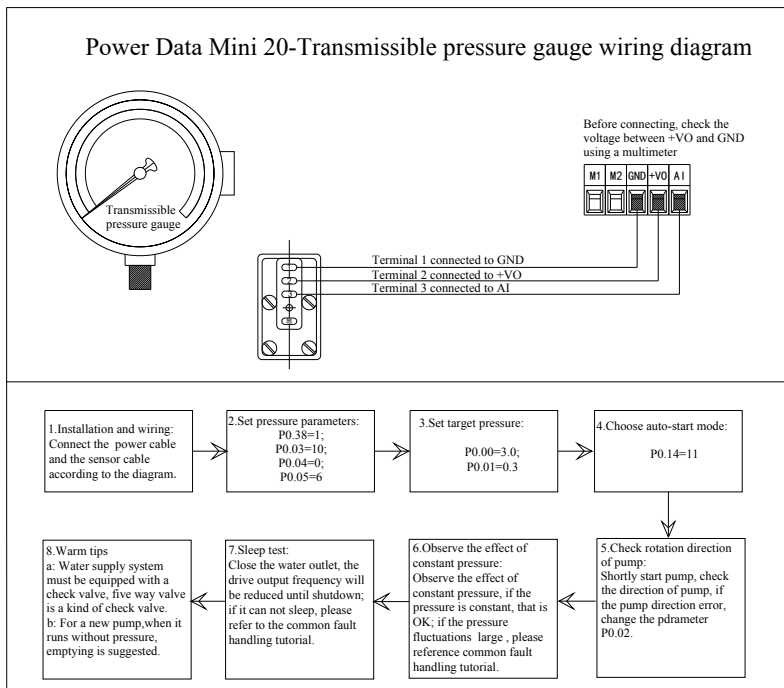 Power Data Mini 20-Transmissible pressure gauge wiring diagram
Before connecting, check the
voltage between +VO and GND
using a multimeter
M1 M2 GND +VO AI
Transmissible
pressure gauge
Terminal 1 connected to GND
Terminal 2 connected to +VO
Terminal 3 connected to AI
1
2
3
1.Installation and wiring:
Connect the power cable
and the sensor cable
according to the diagram.
2.Set pressure parameters:
P0.38=1;
P0.03=10;
P0.04=0;
P0.05=6
3.Set target pressure:
P0.00=3.0;
P0.01=0.3
4.Choose auto-start mode:
P0.14=11
5.Check rotation direction
of pump:
Shortly start pump, check
the direction of pump, if
the pump direction error,
change the pdrameter
P0.02.
6.Observe the effect of
constant pressure:
Observe the effect of
constant pressure, if the
pressure is constant, that is
OK; if the pressure
fluctuations large , please
reference common fault
handling tutorial.
7.Sleep test:
Close the water outlet, the
drive output frequency will
be reduced until shutdown;
if it can not sleep, please
refer to the common fault
handling tutorial.
8.Warm tips
a: Water supply system
must be equipped with a
check valve, five way valve
is a kind of check valve.
b: For a new pump,when it
runs without pressure,
emptying is suggested.